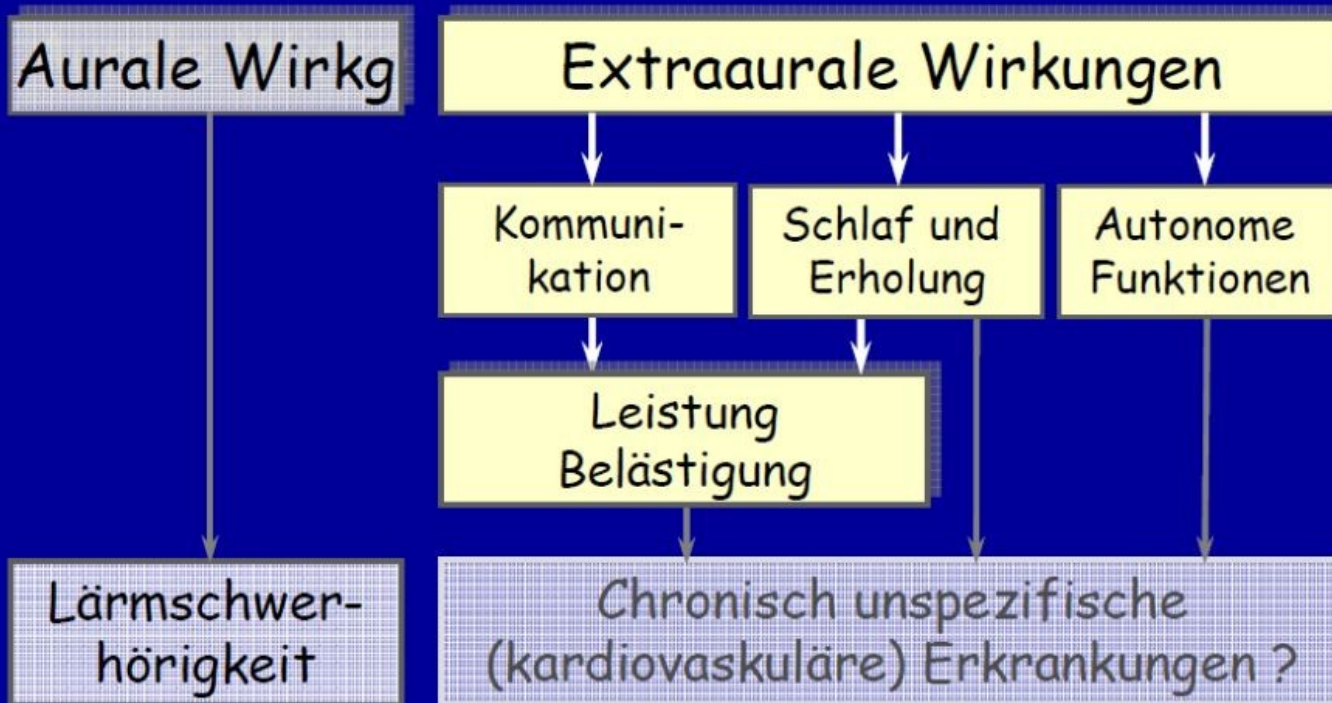 Aurale Wirkg
Extraaurale Wirkungen
Kommuni-
kation
Schlaf und
Erholung
Autonome
Funktionen
Leistung
Belästigung
Lärmschwer-
hörigkeit
Chronisch unspezifische
(kardiovaskuläre) Erkrankungen ?